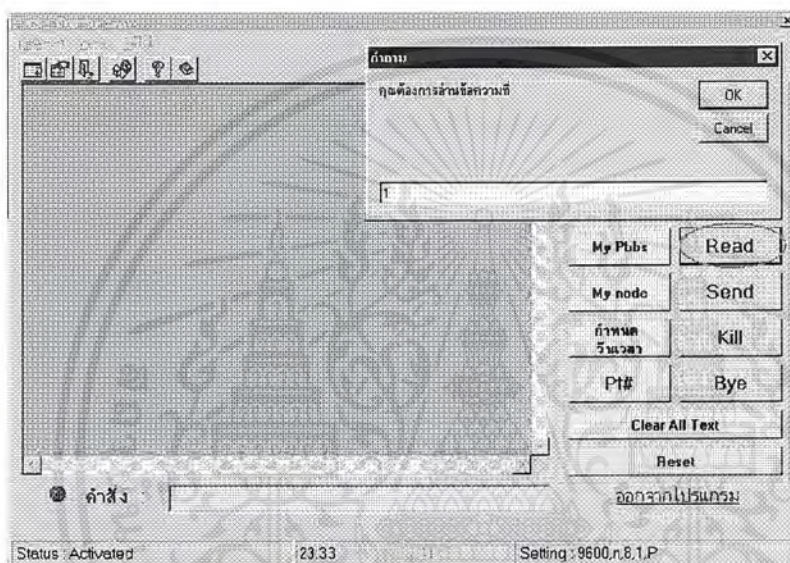 คำถาม
คุณต้องการอ่านข้อความที่
OK
Cancel
1
My Pbbs
Read
My node
Send
กำหนด
วันเวลา
Kill
Pt#
Bye
Clear All Text
Reset
คำสั่ง
ออกจากโปรแกรม
Status : Activated
23:33
Setting : 9600,n,8,1,P